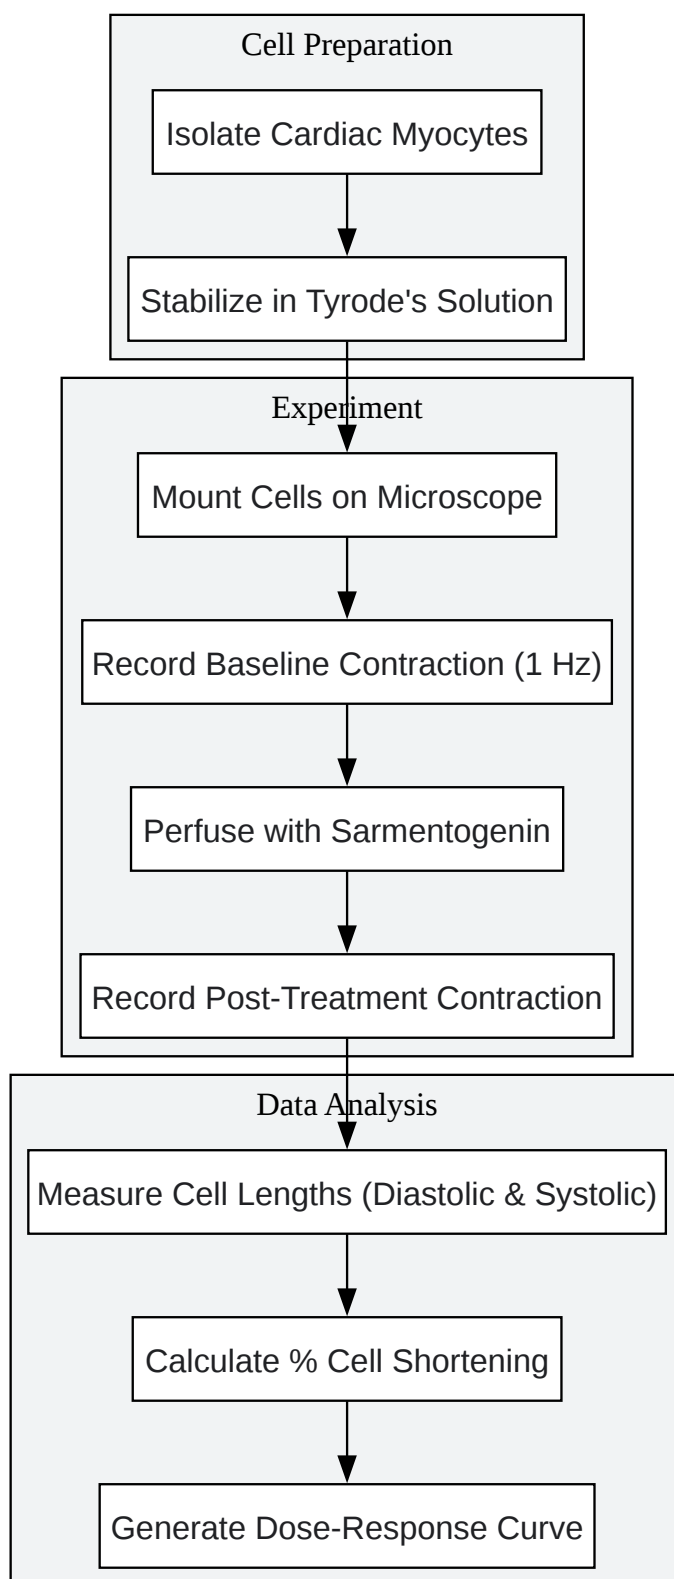 Cell Preparation
Isolate Cardiac Myocytes
Stabilize in Tyrode's Solution
Experiment
Mount Cells on Microscope
Record Baseline Contraction (1 Hz)
Perfuse with Sarmentogenin
Record Post-Treatment Contraction
Data Analysis
Measure Cell Lengths (Diastolic & Systolic)
Calculate % Cell Shortening
Generate Dose-Response Curve